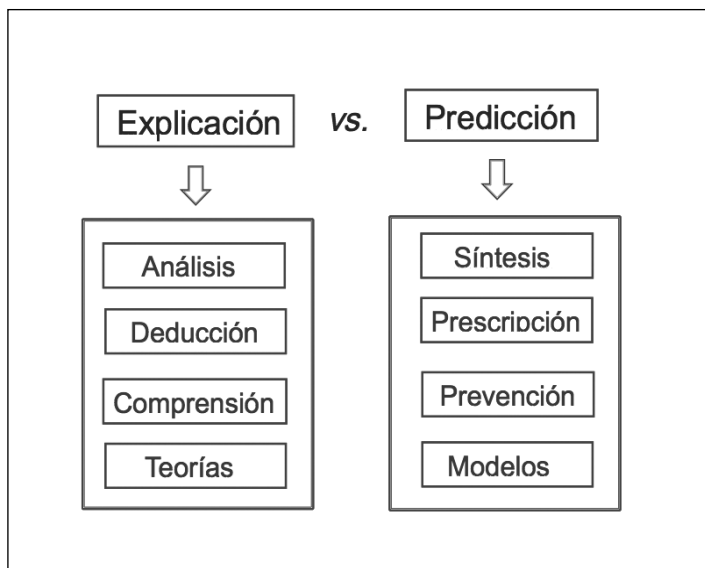 Explicación vs. Predicción
Análisis
Deducción
Comprensión
Teorías
Síntesis
Prescripción
Prevención
Modelos